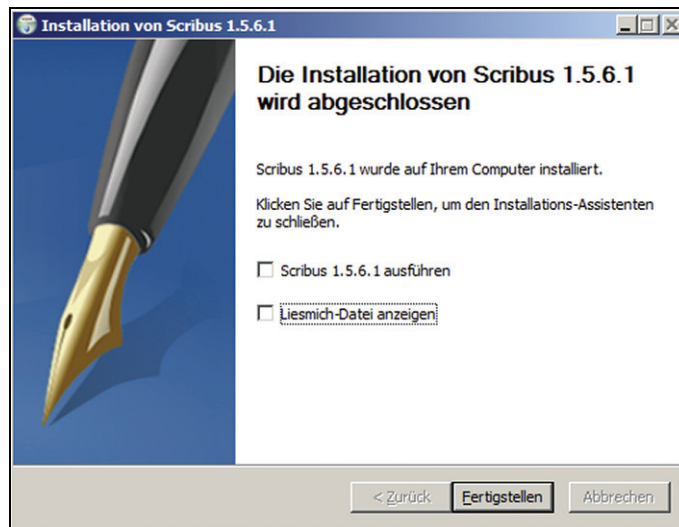 Installation von Scribus 1.5.6.1
Die Installation von Scribus 1.5.6.1
wird abgeschlossen
Scribus 1.5.6.1 wurde auf Ihrem Computer installiert.
Klicken Sie auf Fertigstellen, um den Installations-Assistenten
zu schließen.
Scribus 1.5.6.1 ausführen
Liesmich-Datei anzeigen
< Zurück Fertigstellen Abbrechen